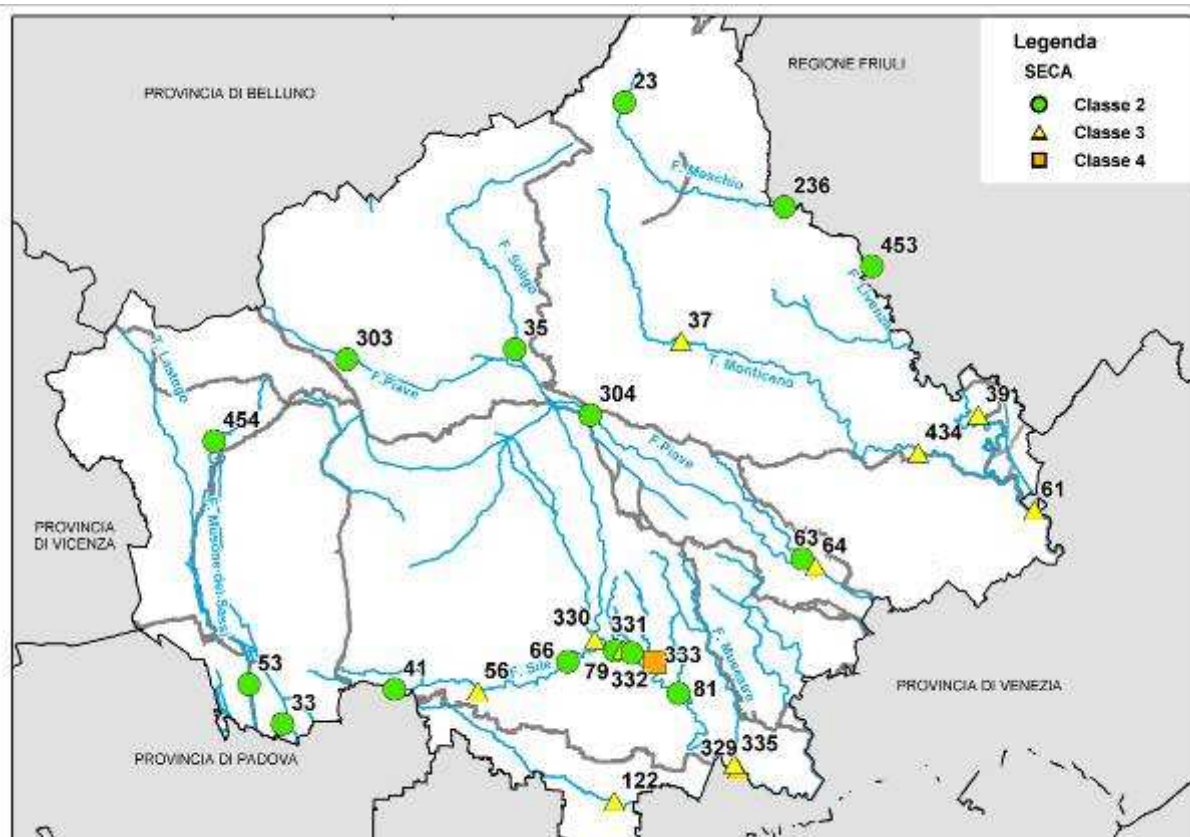 Legenda
SECA
Classe 2
Classe 3
Classe 4
REGIONE FRIULI
PROVINCIA DI BELLUNO
23
F. Meschio
236
453
F. Livenza
F. Soligo
37
T. Monticano
35
303
F. Piave
304
F. Piave
T. Lastego
454
391
434
61
PROVINCIA
DI VICENZA
F. Musone dei Sassi
63
64
330
331
66
79
332
333
F. Sile
56
41
81
F. Musestre
53
33
PROVINCIA DI VENEZIA
PROVINCIA DI PADOVA
329
335
122